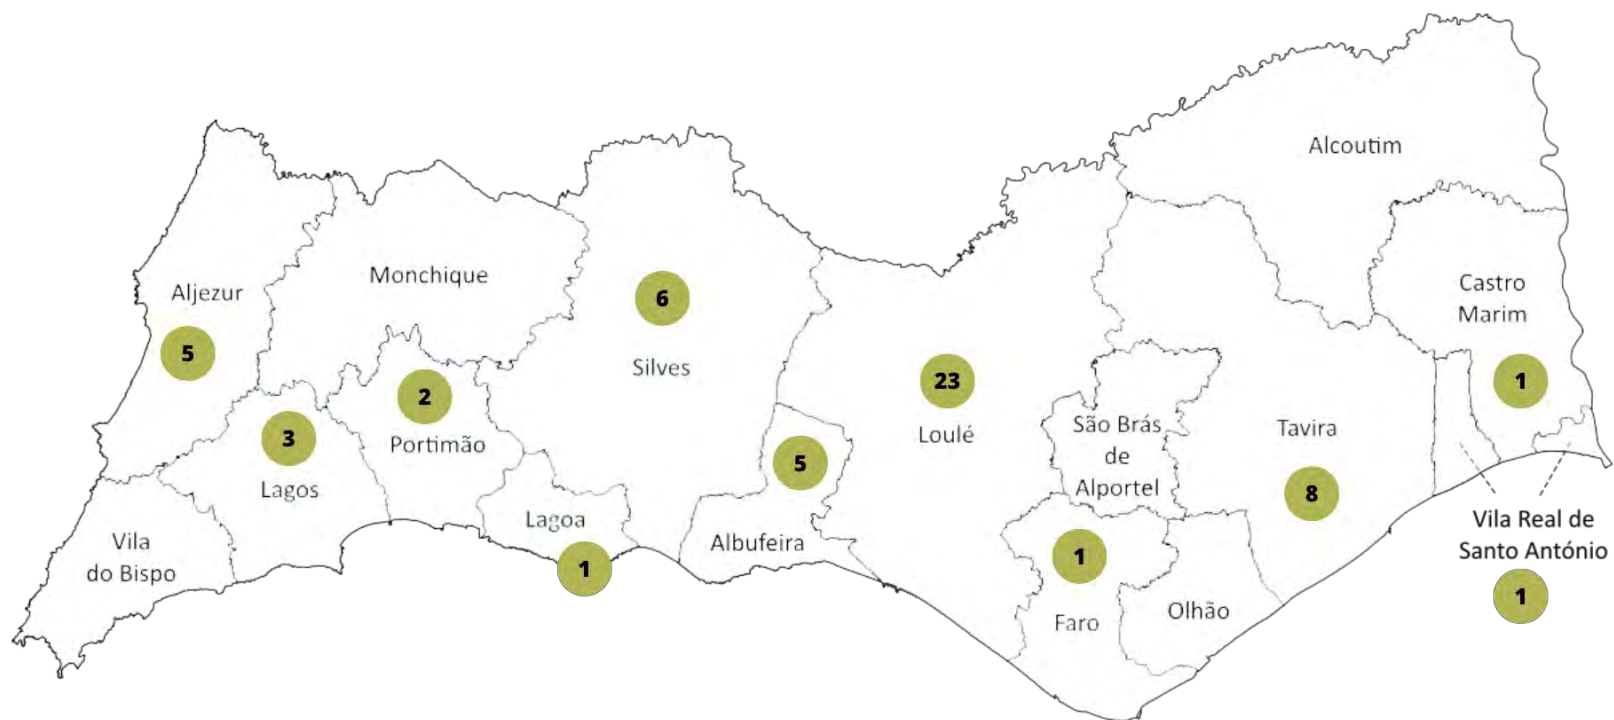 Alcoutim
Aljezur
5
Monchique
6
Silves
Castro
Marim
1
23
Loulé
2
Portimão
3
Lagos
São Brás
de
Alportel
Tavira
8
5
Albufeira
Lagoa
1
Vila
do Bispo
1
Faro
Olhão
Vila Real de
Santo António
1